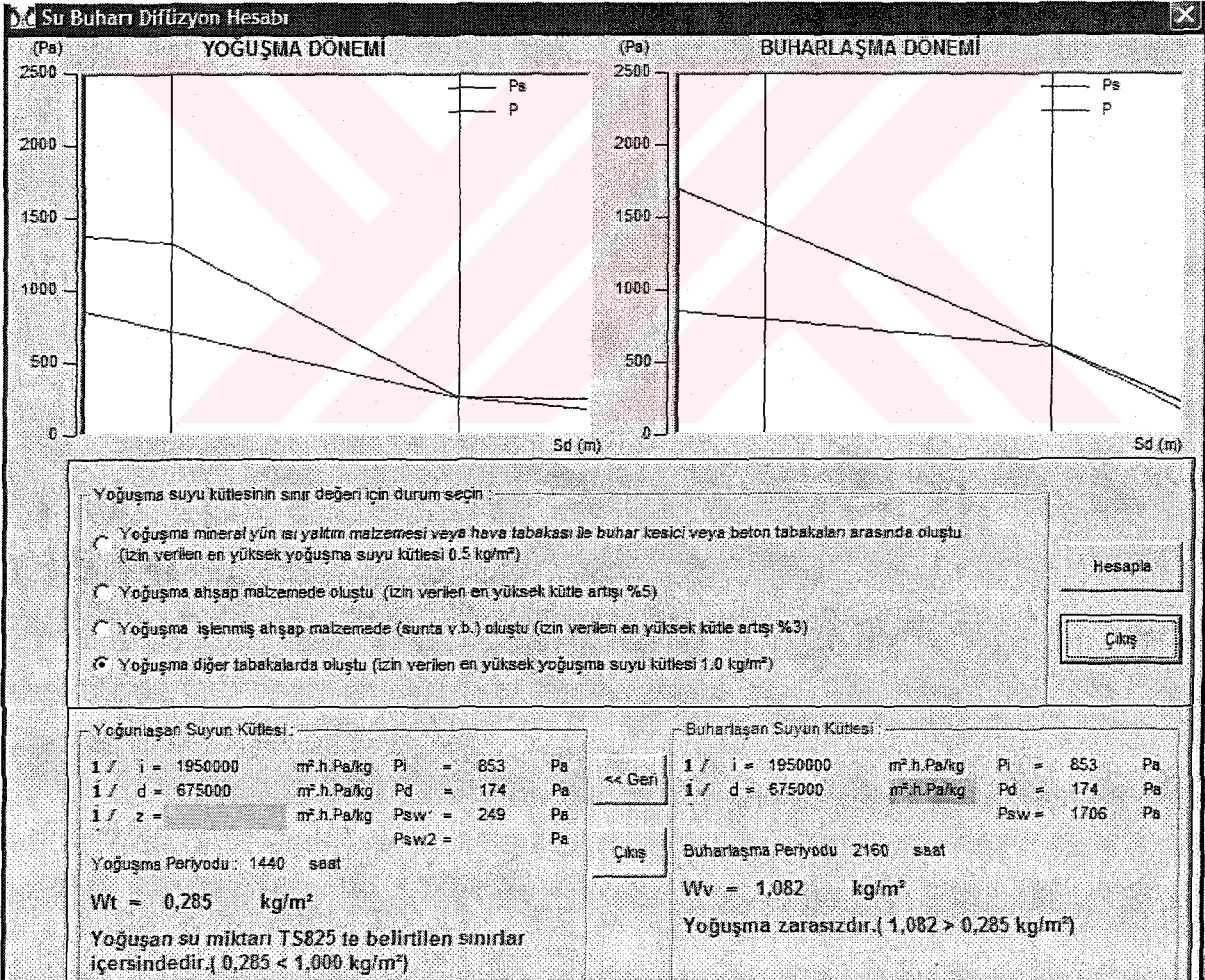 Su Buharı Difüzyon Hesabı
(Pa) YOĞUŞMA DÖNEMİ
2500
2000
1500
1000
500
0
Ps
P
Sd (m)
(Pa) BUHARLAŞMA DÖNEMİ
2500
2000
1500
1000
500
0
Ps
P
Sd (m)
Yoğuşma suyu kütlesinin sınır değeri için durum seçin :
Yoğuşma mineral yün ısı yalıtım malzemesi veya hava tabakası ile buhar kesici veya beton tabakaları arasında oluştu
(izin verilen en yüksek yoğuşma suyu kütlesi 0.5 kg/m²)
Yoğuşma ahşap malzemede oluştu (izin verilen en yüksek kütle artışı %5)
Yoğuşma işlenmiş ahşap malzemede (sunta v.b.) oluştu (izin verilen en yüksek kütle artışı %3)
Yoğuşma diğer tabakalarda oluştu (izin verilen en yüksek yoğuşma suyu kütlesi 1.0 kg/m²)
Hesapla
Çıkış
Yoğunlaşan Suyun Kütlesi :
1 / i = 1950000 m².h.Pa/kg Pi = 853 Pa
1 / d = 675000 m².h.Pa/kg Pd = 174 Pa
1 / z = m².h.Pa/kg Psw = 249 Pa
Psw2 = Pa
Yoğuşma Periyodu : 1440 saat
Wt = 0,285 kg/m²
Yoğuşan su miktarı TS825 te belirtilen sınırlar
içersindedir.( 0,285 < 1,000 kg/m²)
<< Geri
Çıkış
Buharlaşan Suyun Kütlesi :
1 / i = 1950000 m².h.Pa/kg Pi = 853 Pa
1 / d = 675000 m².h.Pa/kg Pd = 174 Pa
Psw = 1706 Pa
Buharlaşma Periyodu 2160 saat
Wv = 1,082 kg/m²
Yoğuşma zarasızdır.( 1,082 > 0,285 kg/m²)